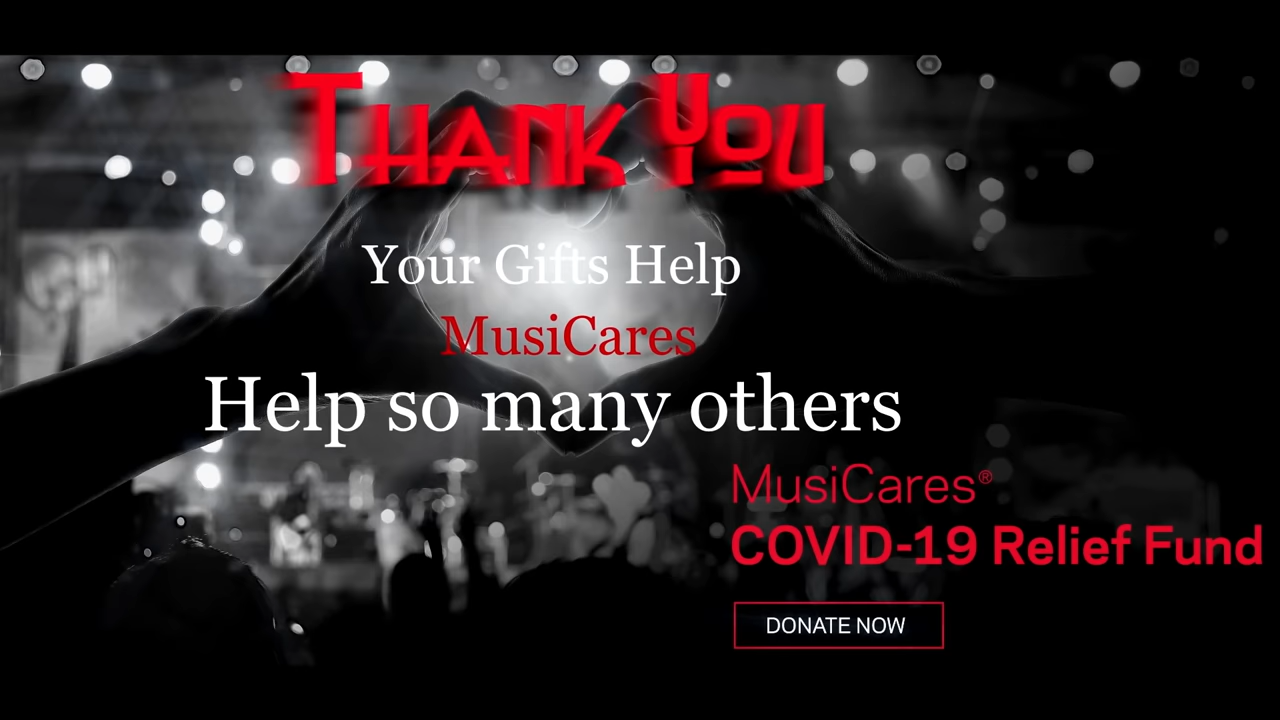 Thank You
Your Gifts Help
MusiCares
Help so many others
MusiCares®
COVID-19 Relief Fund
DONATE NOW